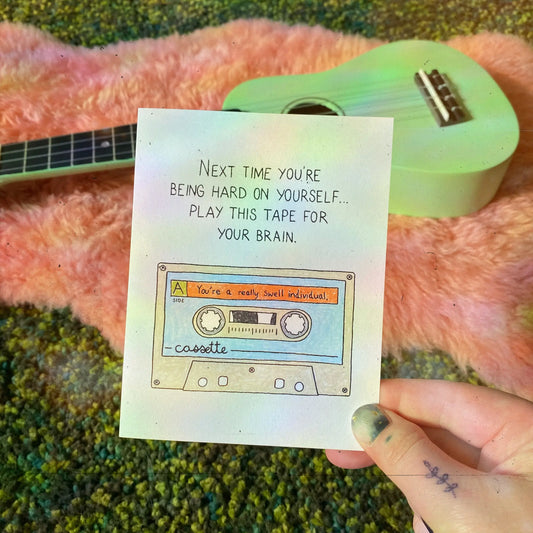 NEXT TIME YOU'RE
BEING HARD ON YOURSELF...
PLAY THIS TAPE FOR
YOUR BRAIN.
A You're a really swell individual.
SIDE
cassette